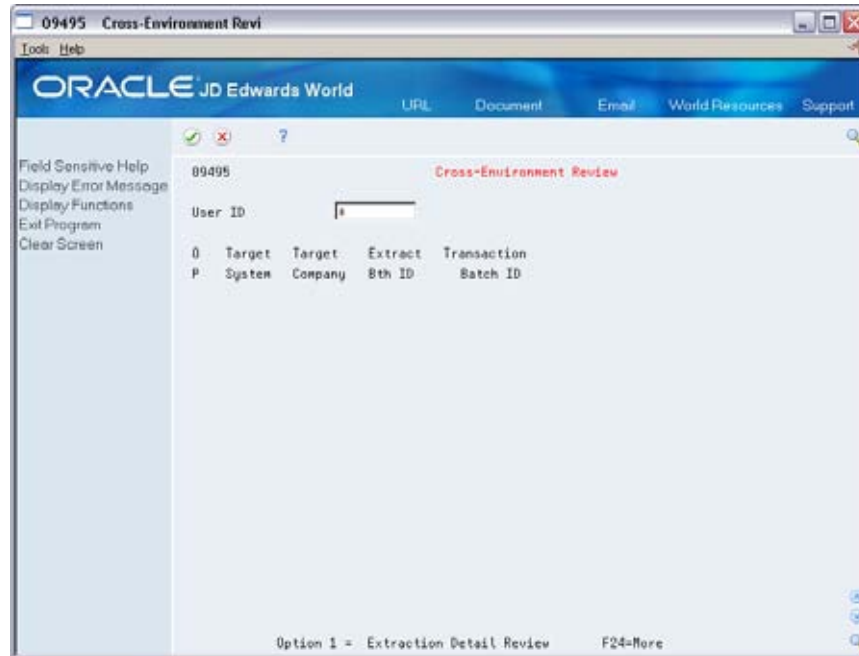 09495 Cross-Environment Revi
Tools Help
ORACLE JD Edwards World
URL Document Email World Resources Support
?
Field Sensitive Help
Display Error Message
Display Functions
Exit Program
Clear Screen
09495 Cross-Environment Review
User ID *
O Target Target Extract Transaction
P System Company Bth ID Batch ID
Option 1 = Extraction Detail Review F24=More